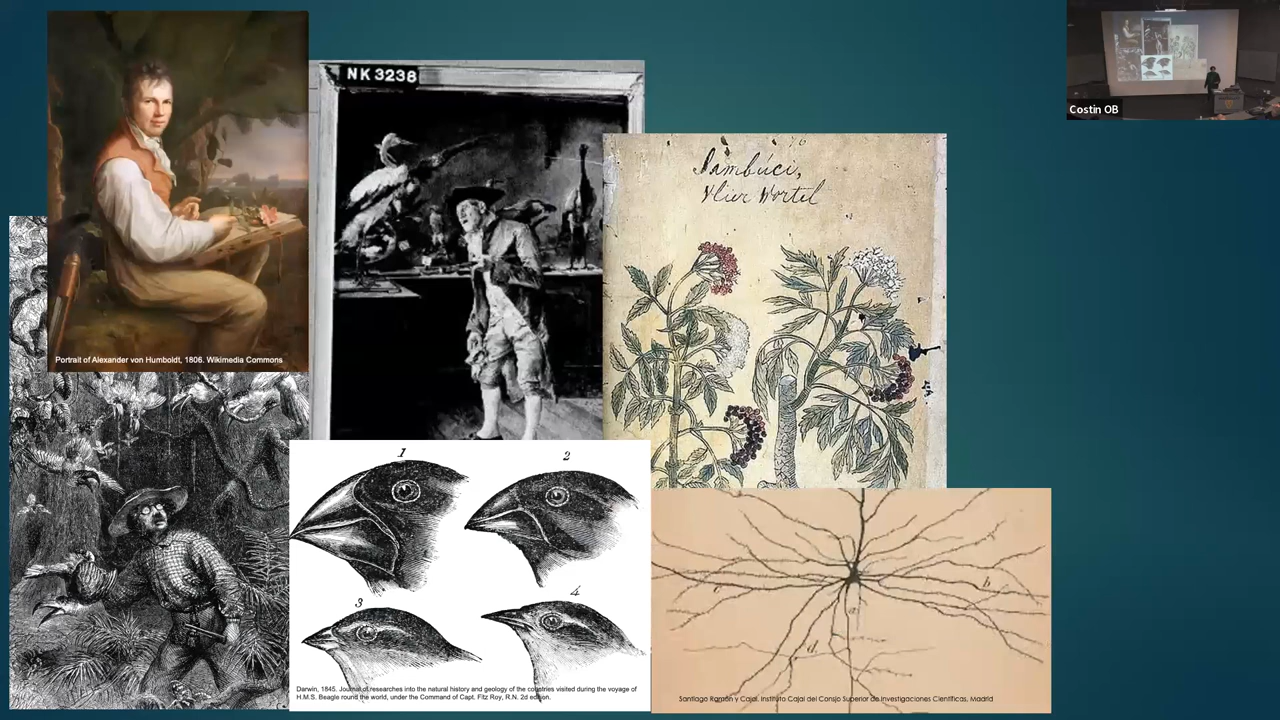 Costin OB
Portrait of Alexander von Humboldt, 1806. Wikimedia Commons
NK 3238
Sambuci,
Vlier Wortel
1
2
3
4
Darwin, 1845. Journal of researches into the natural history and geology of the countries visited during the voyage of
H.M.S. Beagle round the world, under the Command of Capt. Fitz Roy, R.N. 2d edition.
b
c
a
d
Santiago Ramón y Cajal. Instituto Cajal del Consjo Superior de Investigaciones Científicas, Madrid